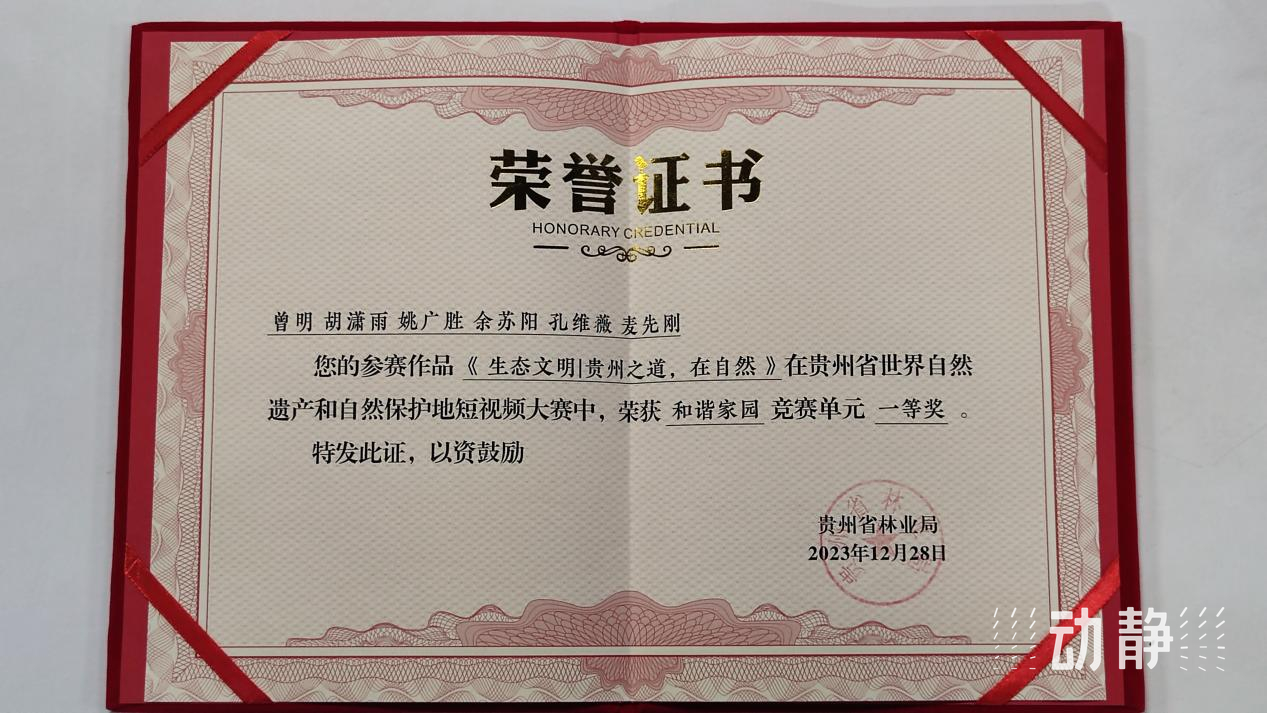 荣誉证书
HONORARY CREDENTIAL
曾明 胡潇雨 姚广胜 余苏阳 孔维薇 麦先刚
您的参赛作品《生态文明|贵州之道，在自然》在贵州省世界自然
遗产和自然保护地短视频大赛中，荣获 和谐家园 竞赛单元 一等奖 。
特发此证，以资鼓励
贵州省林业局
2023年12月28日
动静